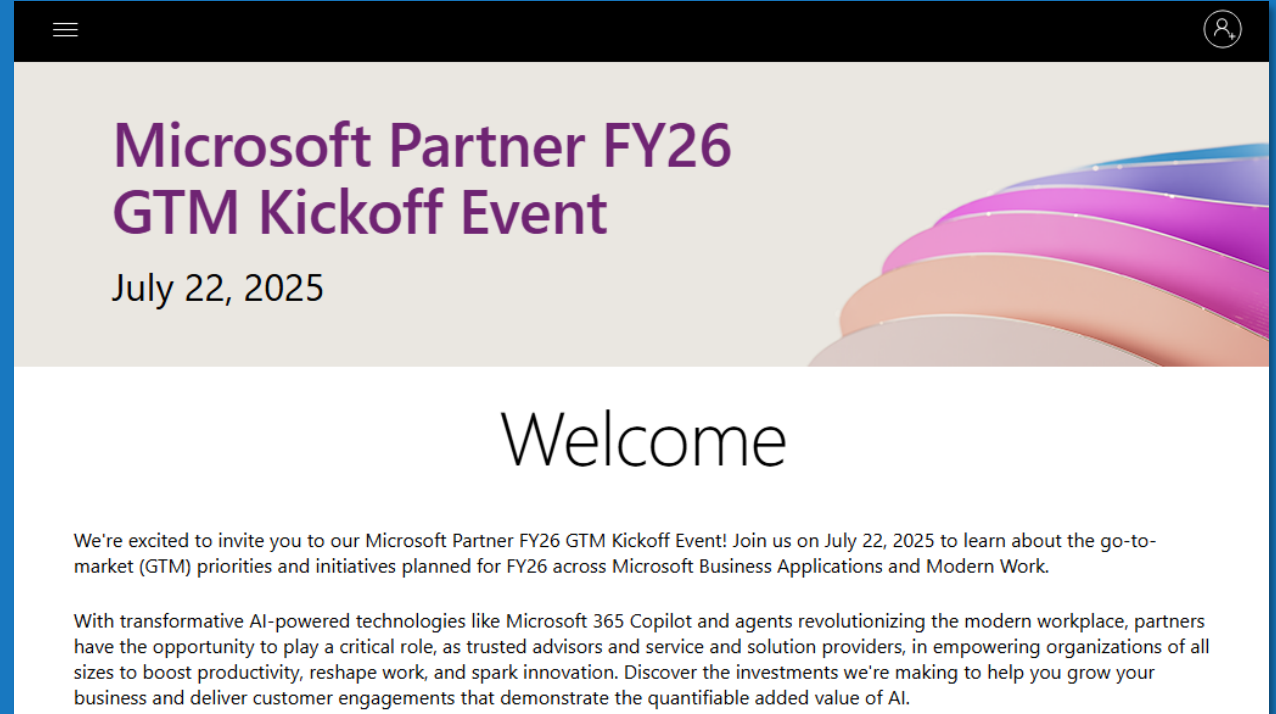 Microsoft Partner FY26
GTM Kickoff Event
July 22, 2025
Welcome
We're excited to invite you to our Microsoft Partner FY26 GTM Kickoff Event! Join us on July 22, 2025 to learn about the go-to-
market (GTM) priorities and initiatives planned for FY26 across Microsoft Business Applications and Modern Work.
With transformative AI-powered technologies like Microsoft 365 Copilot and agents revolutionizing the modern workplace, partners
have the opportunity to play a critical role, as trusted advisors and service and solution providers, in empowering organizations of all
sizes to boost productivity, reshape work, and spark innovation. Discover the investments we're making to help you grow your
business and deliver customer engagements that demonstrate the quantifiable added value of AI.